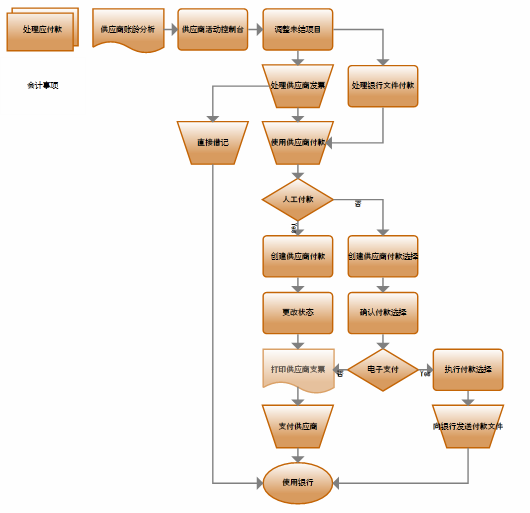 处理应付款
供应商账龄分析
供应商活动控制台
调整未结项目
会计事项
处理供应商发票
处理银行文件付款
直接借记
使用供应商付款
人工付款
否
Yes
创建供应商付款
创建供应商付款选择
更改状态
确认付款选择
打印供应商支票
否
电子支付
Yes
执行付款选择
支付供应商
向银行发送付款文件
使用银行